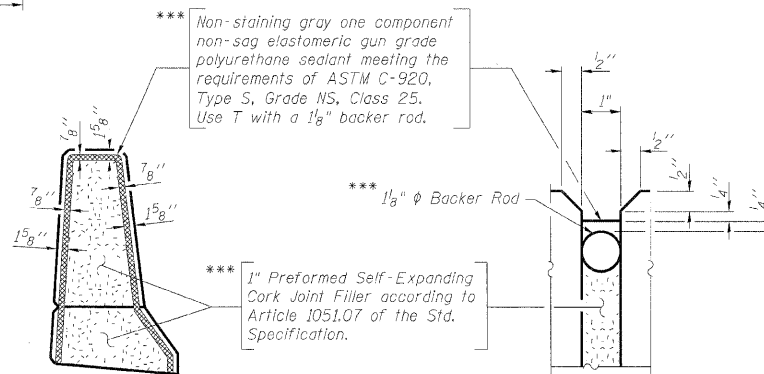 *** Non-staining gray one component
non-sag elastomeric gun grade
polyurethane sealant meeting the
requirements of ASTM C-920,
Type S, Grade NS, Class 25.
Use T with a 1⅛" backer rod.
½"
1"
½"
½"
¼"
¼"
⅞"
1⅝"
⅞"
⅞"
1⅝"
1⅝"
*** 1⅛" ϕ Backer Rod
*** 1" Preformed Self-Expanding
Cork Joint Filler according to
Article 1051.07 of the Std.
Specification.